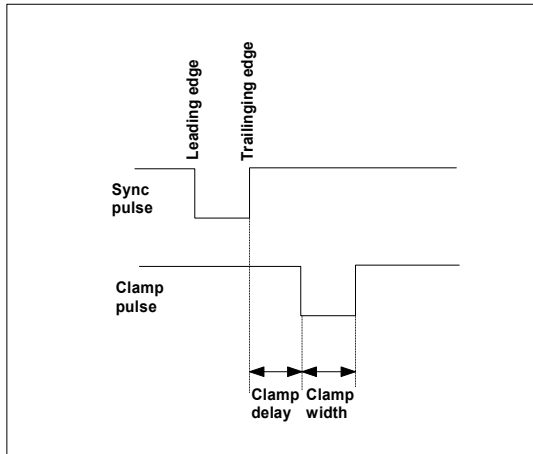 Leading edge
Trailinging edge
Sync
pulse
Clamp
pulse
Clamp
delay
Clamp
width